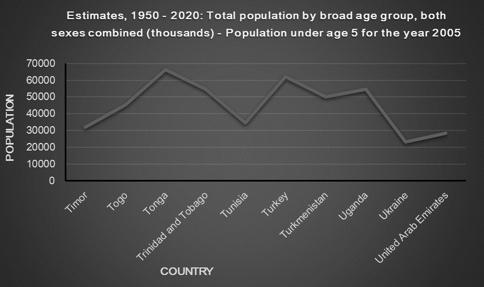 Estimates, 1950 - 2020: Total population by broad age group, both
sexes combined (thousands) - Population under age 5 for the year 2005
POPULATION
70000
60000
50000
40000
30000
20000
10000
0
Timor
Togo
Tonga
Trinidad and Tobago
Tunisia
Turkey
Turkmenistan
Uganda
Ukraine
United Arab Emirates
COUNTRY